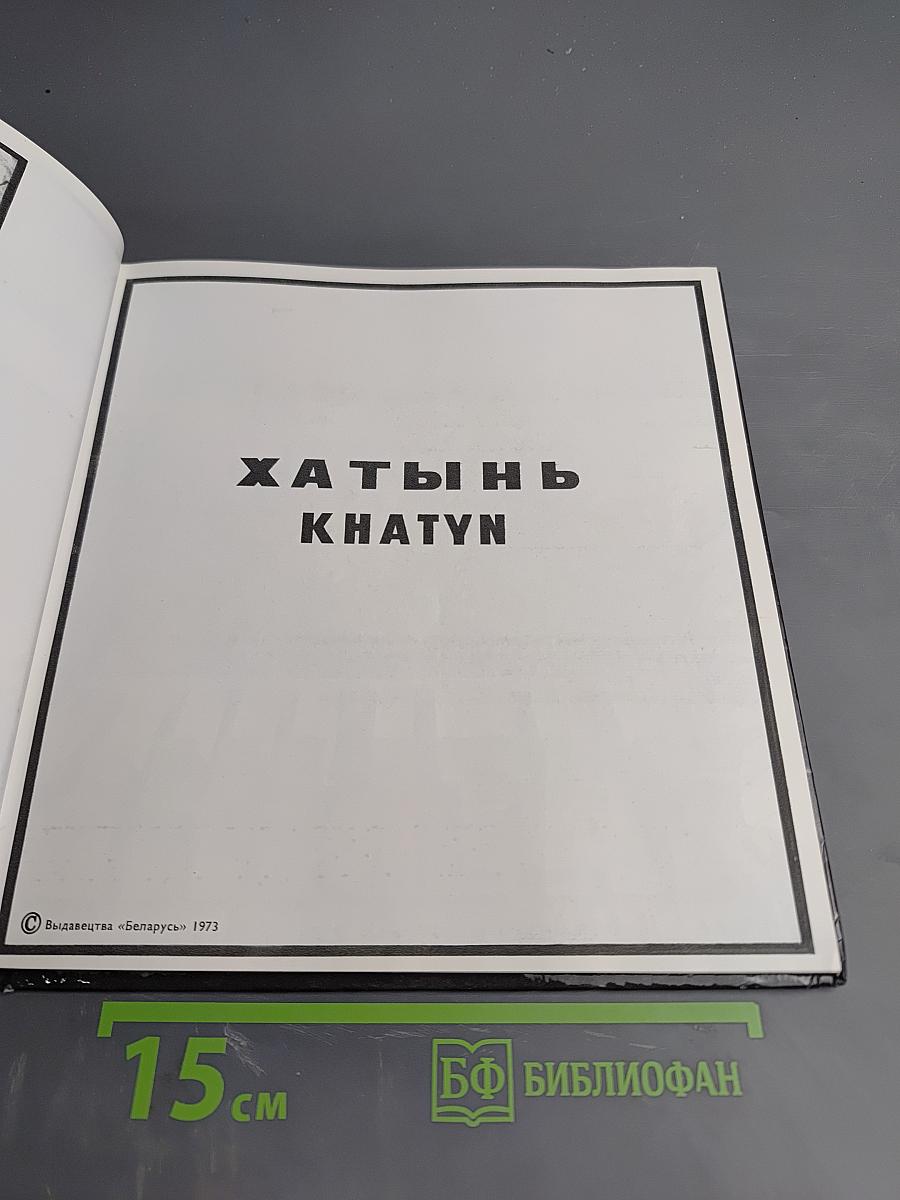 ХАТЫНЬ
KHATYN
© Выдавецтва «Беларусь» 1973
15 см
БФ БИБЛИОФАН